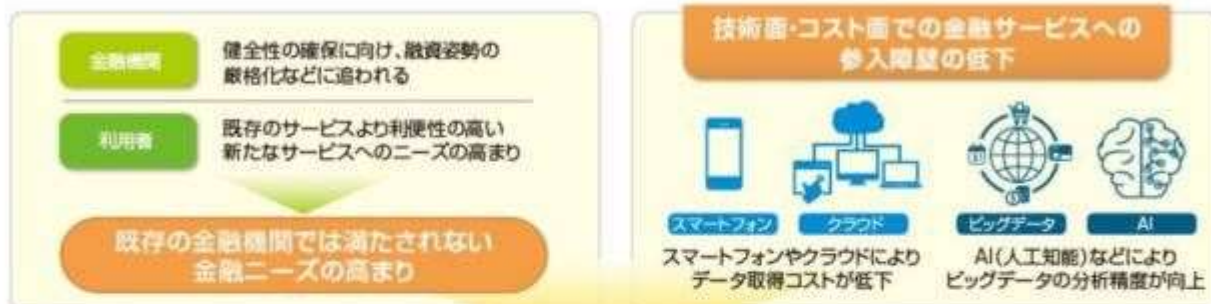 金融機関
健全性の確保に向け、融資姿勢の
厳格化などに追われる
利用者
既存のサービスより利便性の高い
新たなサービスへのニーズの高まり
既存の金融機関では満たされない
金融ニーズの高まり
技術面・コスト面での金融サービスへの
参入障壁の低下
スマートフォン
クラウド
スマートフォンやクラウドにより
データ取得コストが低下
ビッグデータ
AI
AI(人工知能)などにより
ビッグデータの分析精度が向上